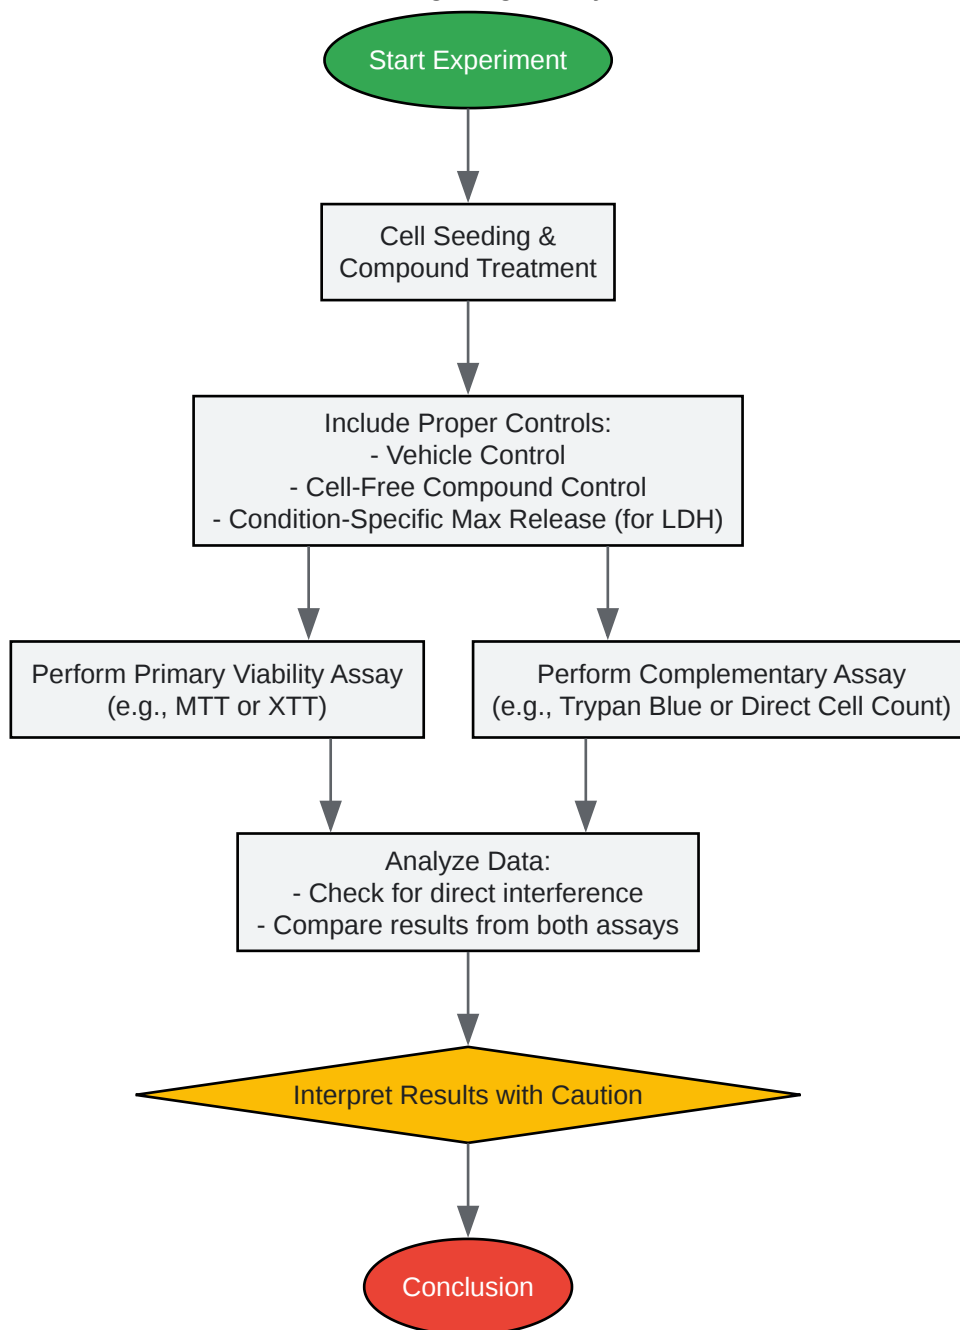 Start Experiment
Cell Seeding &
Compound Treatment
Include Proper Controls:
- Vehicle Control
- Cell-Free Compound Control
- Condition-Specific Max Release (for LDH)
Perform Primary Viability Assay
(e.g., MTT or XTT)
Perform Complementary Assay
(e.g., Trypan Blue or Direct Cell Count)
Analyze Data:
- Check for direct interference
- Compare results from both assays
Interpret Results with Caution
Conclusion